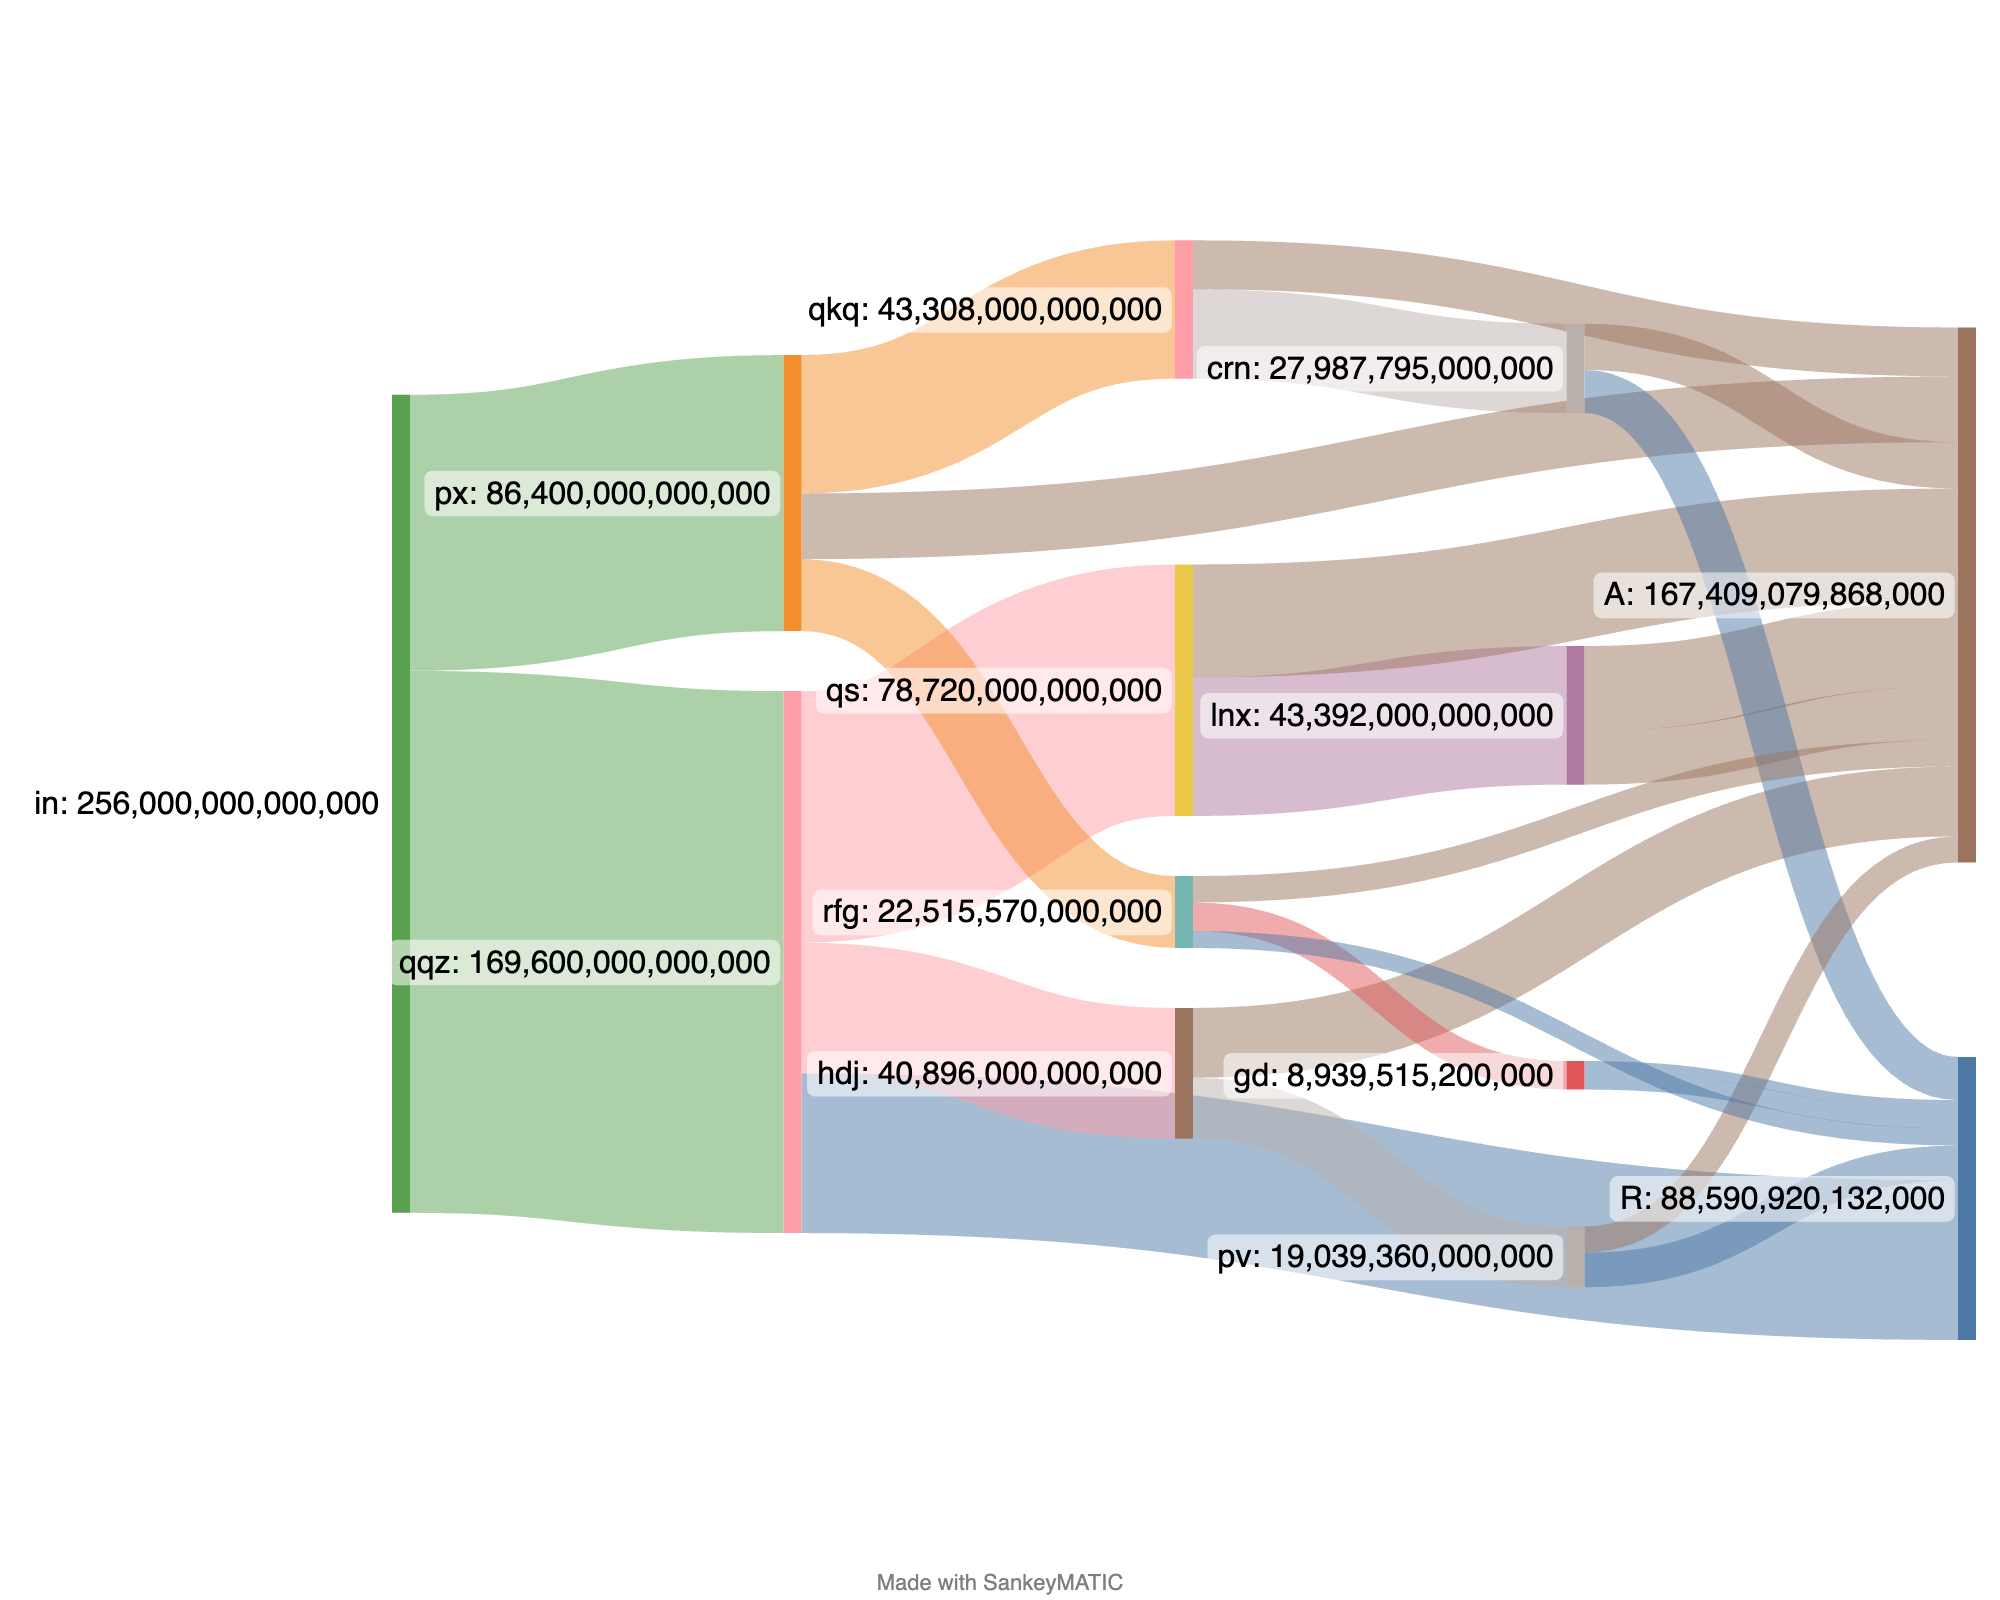 qkq: 43,308,000,000,000
crn: 27,987,795,000,000
px: 86,400,000,000,000
A: 167,409,079,868,000
qs: 78,720,000,000,000
lnx: 43,392,000,000,000
in: 256,000,000,000,000
rfg: 22,515,570,000,000
qqz: 169,600,000,000,000
hdj: 40,896,000,000,000
gd: 8,939,515,200,000
R: 88,590,920,132,000
pv: 19,039,360,000,000
Made with SankeyMATIC